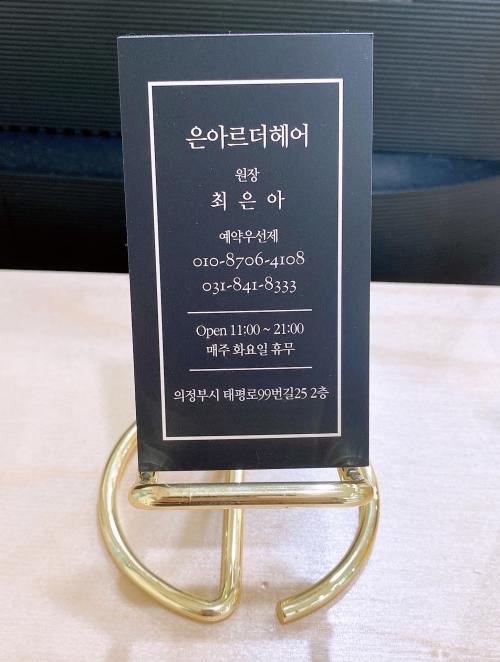 은아르더헤어
원장
최은아
예약우선제
010-8706-4108
031-841-8333
Open 11:00 ~ 21:00
매주 화요일 휴무
의정부시 태평로99번길25 2층